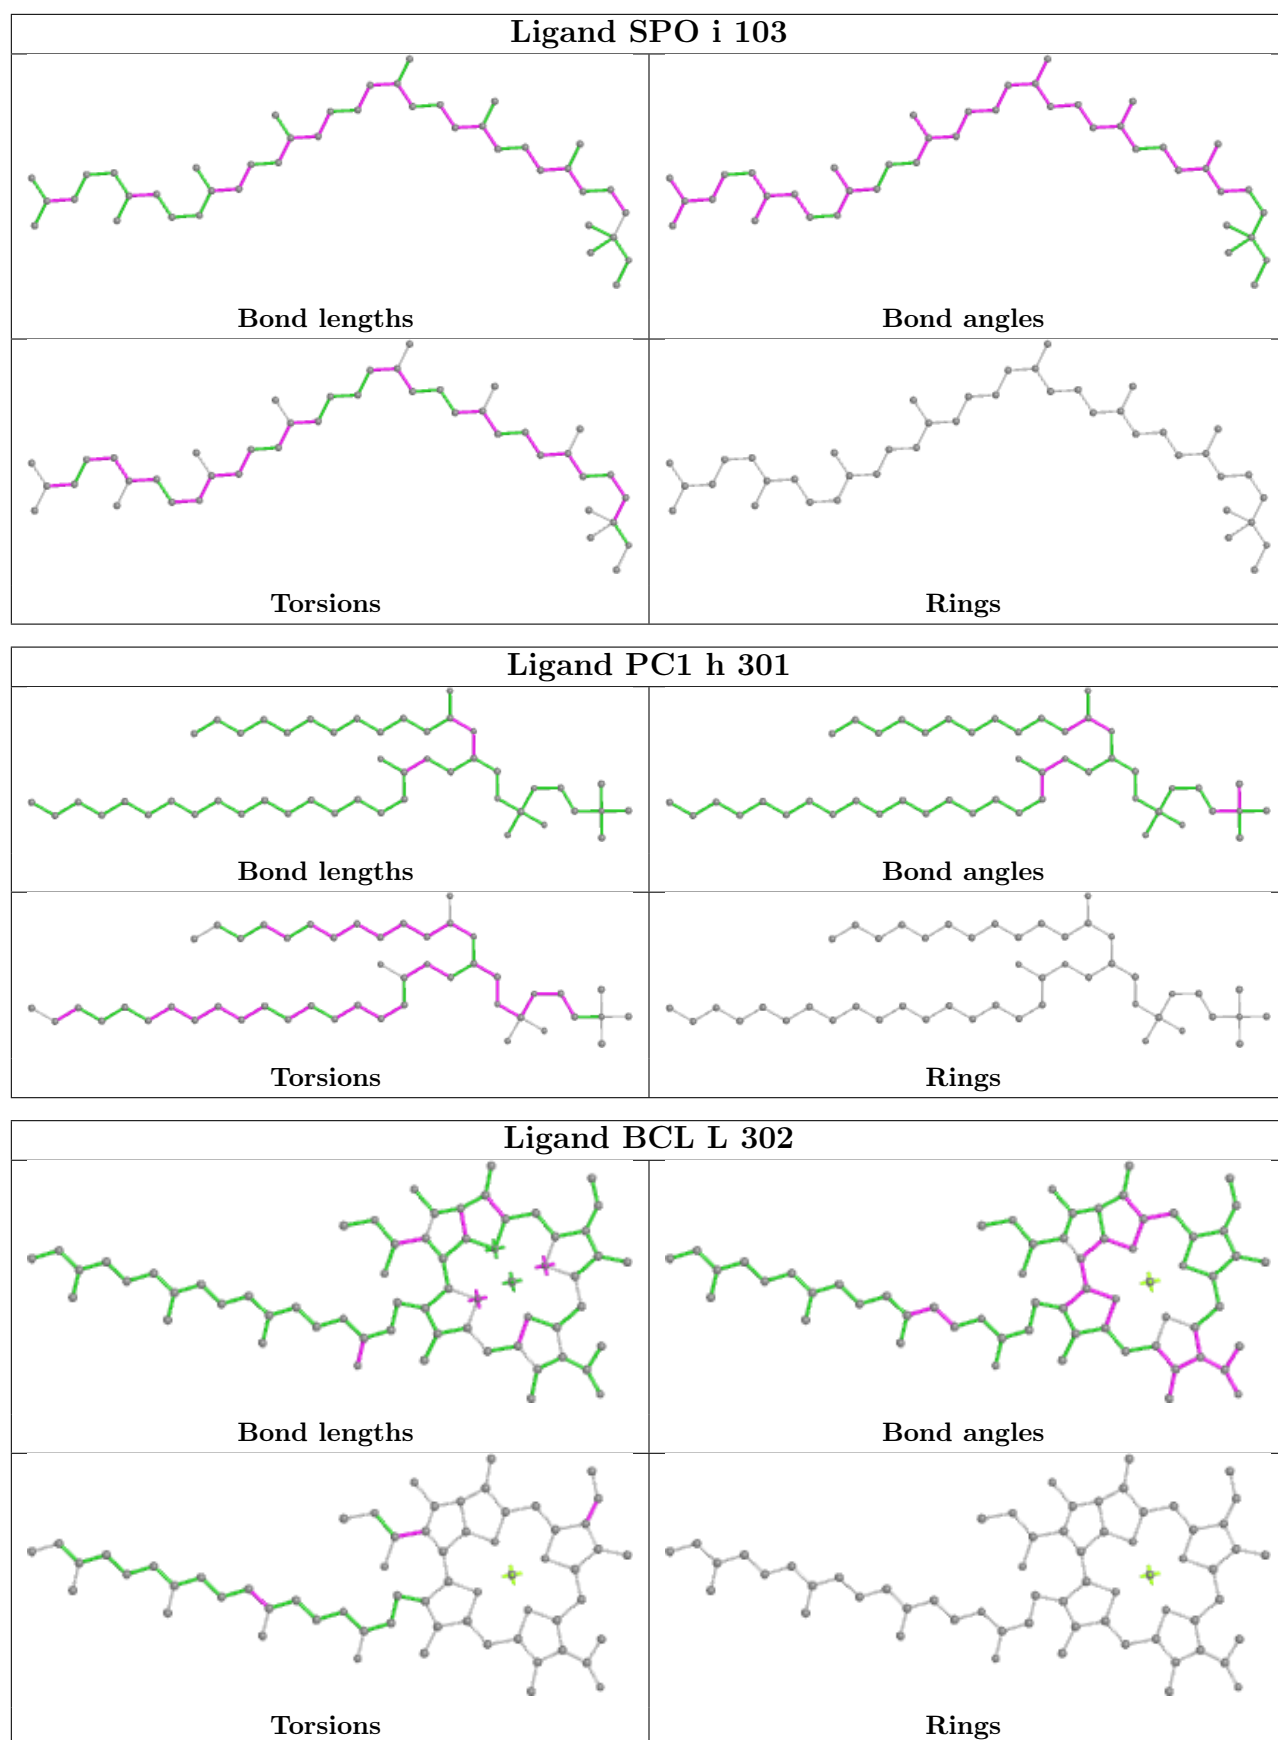 Ligand SPO i 103
Bond lengths
Bond angles
Torsions
Rings
Ligand PC1 h 301
Bond lengths
Bond angles
Torsions
Rings
Ligand BCL L 302
Bond lengths
Bond angles
Torsions
Rings